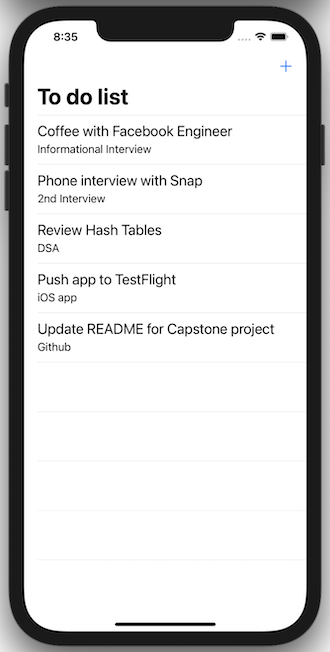 8:35
+
To do list
Coffee with Facebook Engineer
Informational Interview
Phone interview with Snap
2nd Interview
Review Hash Tables
DSA
Push app to TestFlight
iOS app
Update README for Capstone project
Github